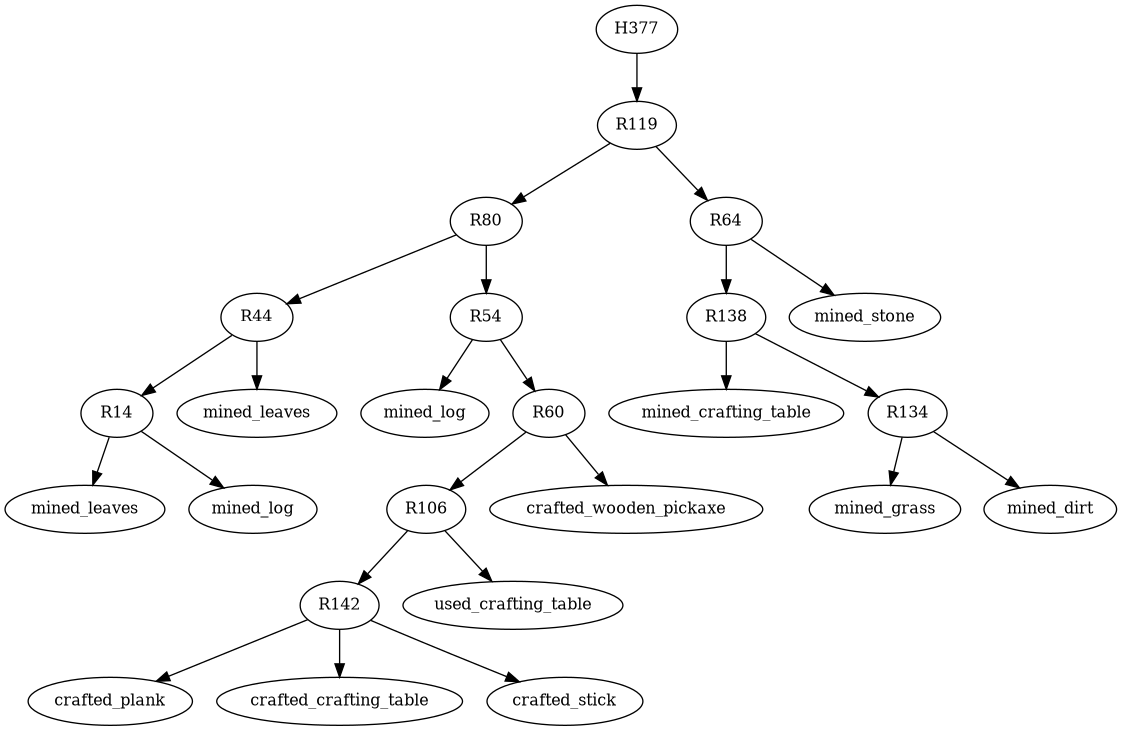 H377
R119
R80
R64
R44
R54
R138
mined_stone
R14
mined_leaves
mined_log
R60
mined_crafting_table
R134
mined_leaves
mined_log
R106
crafted_wooden_pickaxe
mined_grass
mined_dirt
R142
used_crafting_table
crafted_plank
crafted_crafting_table
crafted_stick